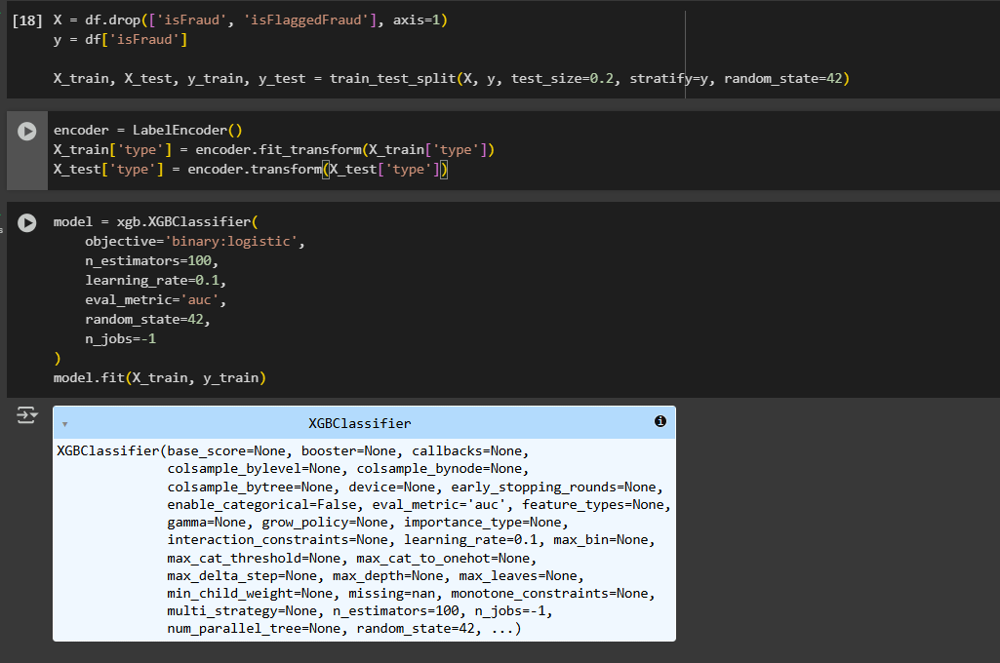 [18] X = df.drop(['isFraud', 'isFlaggedFraud'], axis=1)
y = df['isFraud']
X_train, X_test, y_train, y_test = train_test_split(X, y, test_size=0.2, stratify=y, random_state=42)
encoder = LabelEncoder()
X_train['type'] = encoder.fit_transform(X_train['type'])
X_test['type'] = encoder.transform(X_test['type'])
s
model = xgb.XGBClassifier(
objective='binary:logistic',
n_estimators=100,
learning_rate=0.1,
eval_metric='auc',
random_state=42,
n_jobs=-1
)
model.fit(X_train, y_train)
XGBClassifier
XGBClassifier(base_score=None, booster=None, callbacks=None,
colsample_bylevel=None, colsample_bynode=None,
colsample_bytree=None, device=None, early_stopping_rounds=None,
enable_categorical=False, eval_metric='auc', feature_types=None,
gamma=None, grow_policy=None, importance_type=None,
interaction_constraints=None, learning_rate=0.1, max_bin=None,
max_cat_threshold=None, max_cat_to_onehot=None,
max_delta_step=None, max_depth=None, max_leaves=None,
min_child_weight=None, missing=nan, monotone_constraints=None,
multi_strategy=None, n_estimators=100, n_jobs=-1,
num_parallel_tree=None, random_state=42, ...)